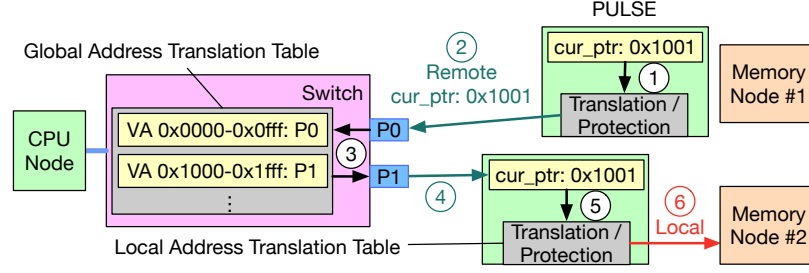 PULSE
Global Address Translation Table
2
Remote
cur_ptr: 0x1001
cur_ptr: 0x1001
1
Translation /
Protection
Memory
Node #1
Switch
CPU
Node
VA 0x0000-0x0fff: P0
P0
3
VA 0x1000-0x1fff: P1
P1
⋮
4
cur_ptr: 0x1001
5
Translation /
Protection
6
Local
Memory
Node #2
Local Address Translation Table